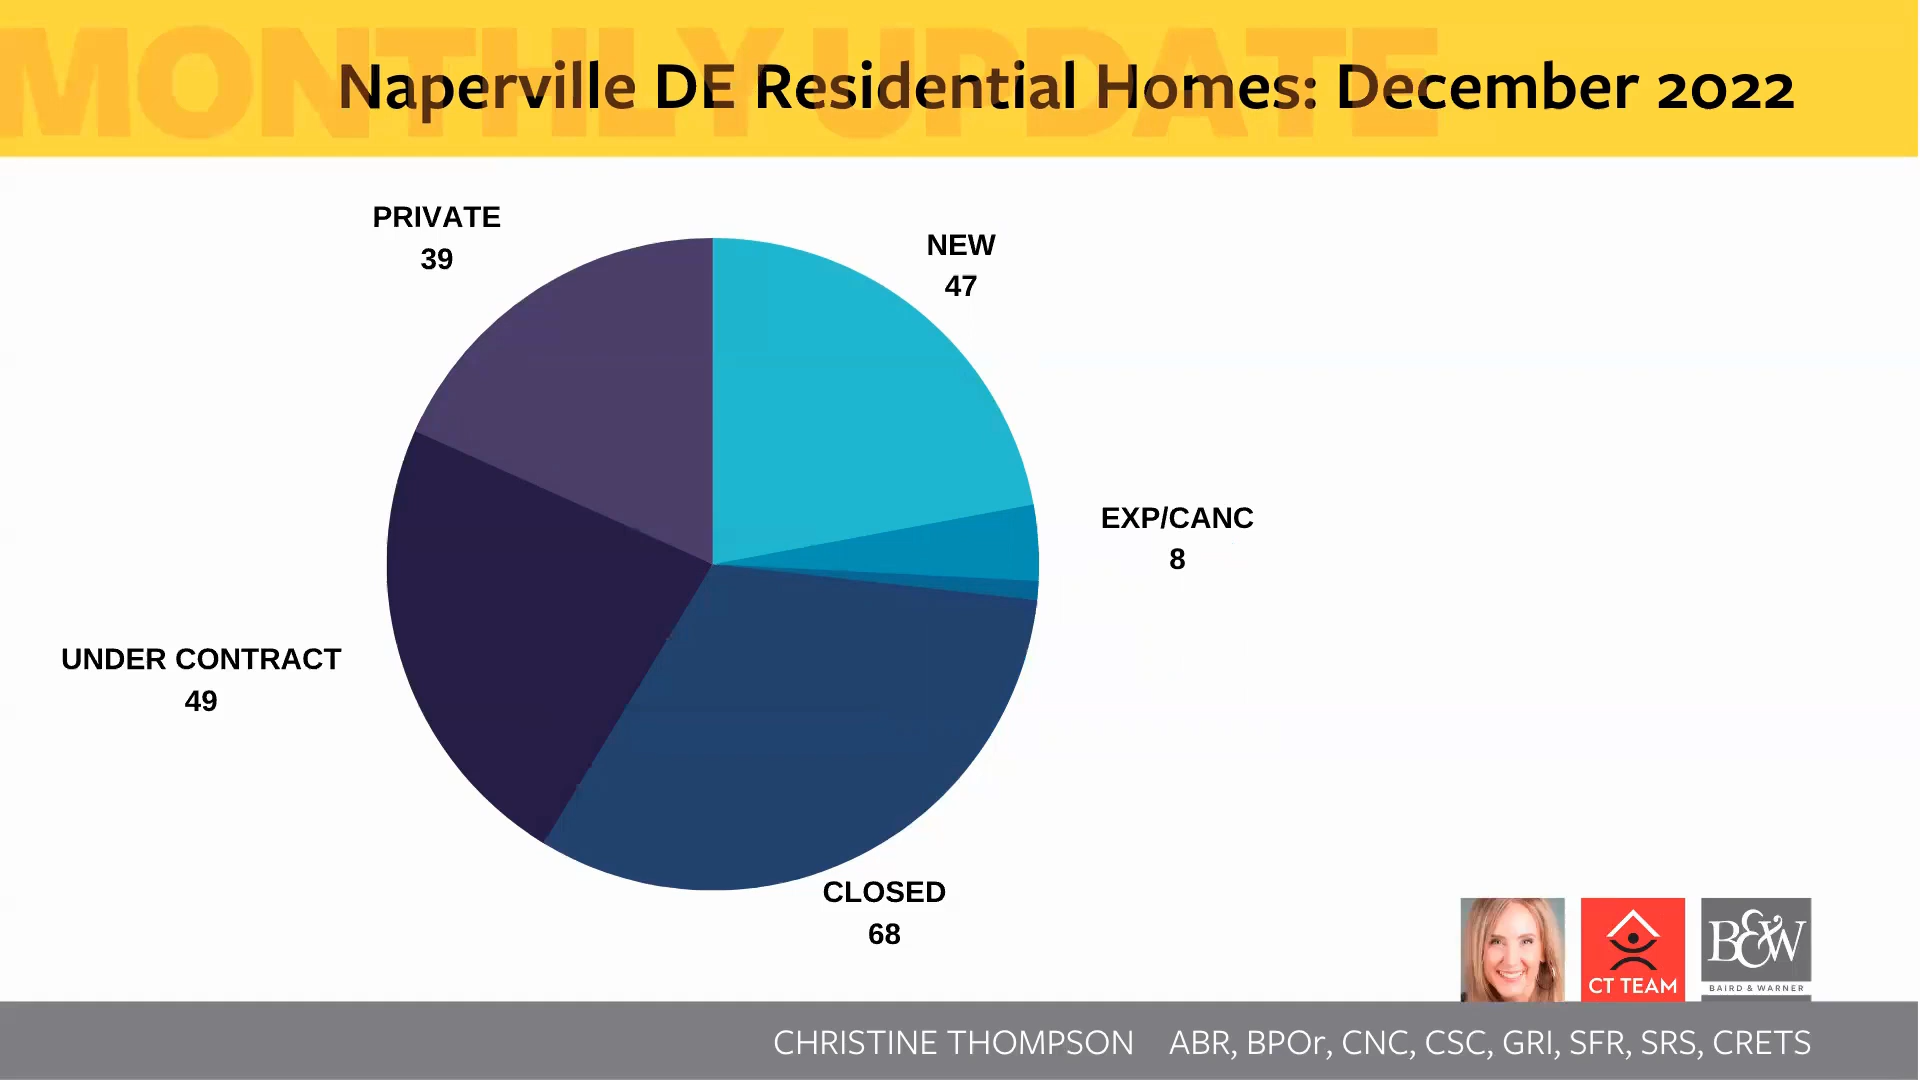 MONTHLY UPDATE
Naperville DE Residential Homes: December 2022
PRIVATE
39
NEW
47
EXP/CANC
8
UNDER CONTRACT
49
CLOSED
68
CT TEAM
B&W
BAIRD & WARNER
CHRISTINE THOMPSON ABR, BPOr, CNC, CSC, GRI, SFR, SRS, CRETS